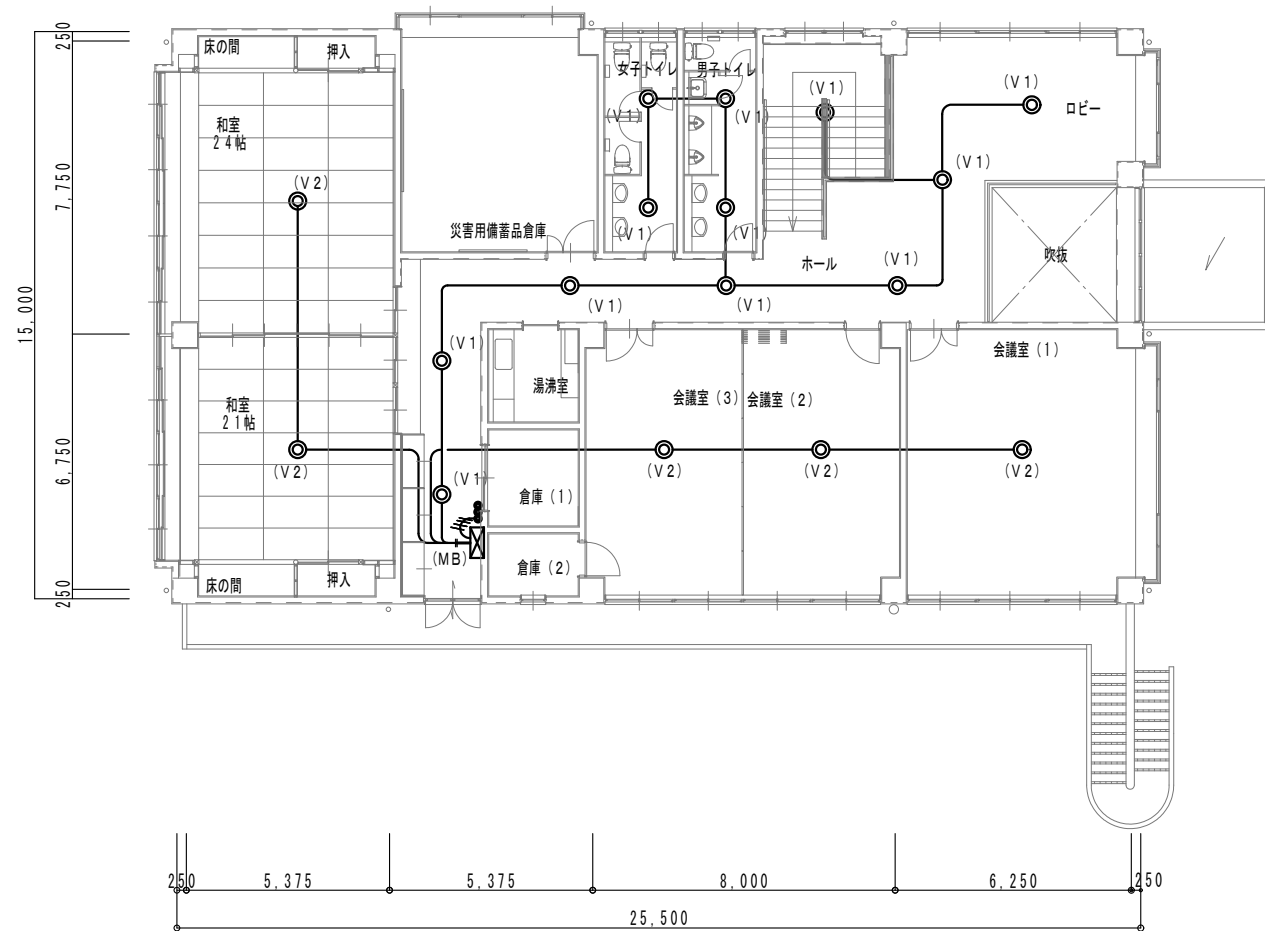 250
7,750
15,000
6,750
250
床の間
押入
和室
24帖
(V2)
和室
21帖
(V2)
床の間
押入
災害用備蓄品倉庫
女子トイレ
男子トイレ
(V1)
(V1)
(V1)
(V1)
(V1)
(V1)
(V1)
ロビー
ホール
(V1)
吹抜
(V1)
(V1)
(V1)
湯沸室
会議室(3)
会議室(2)
会議室(1)
(V2)
(V2)
(V2)
(V1)
倉庫(1)
(MB)
倉庫(2)
250
5,375
5,375
8,000
6,250
250
25,500